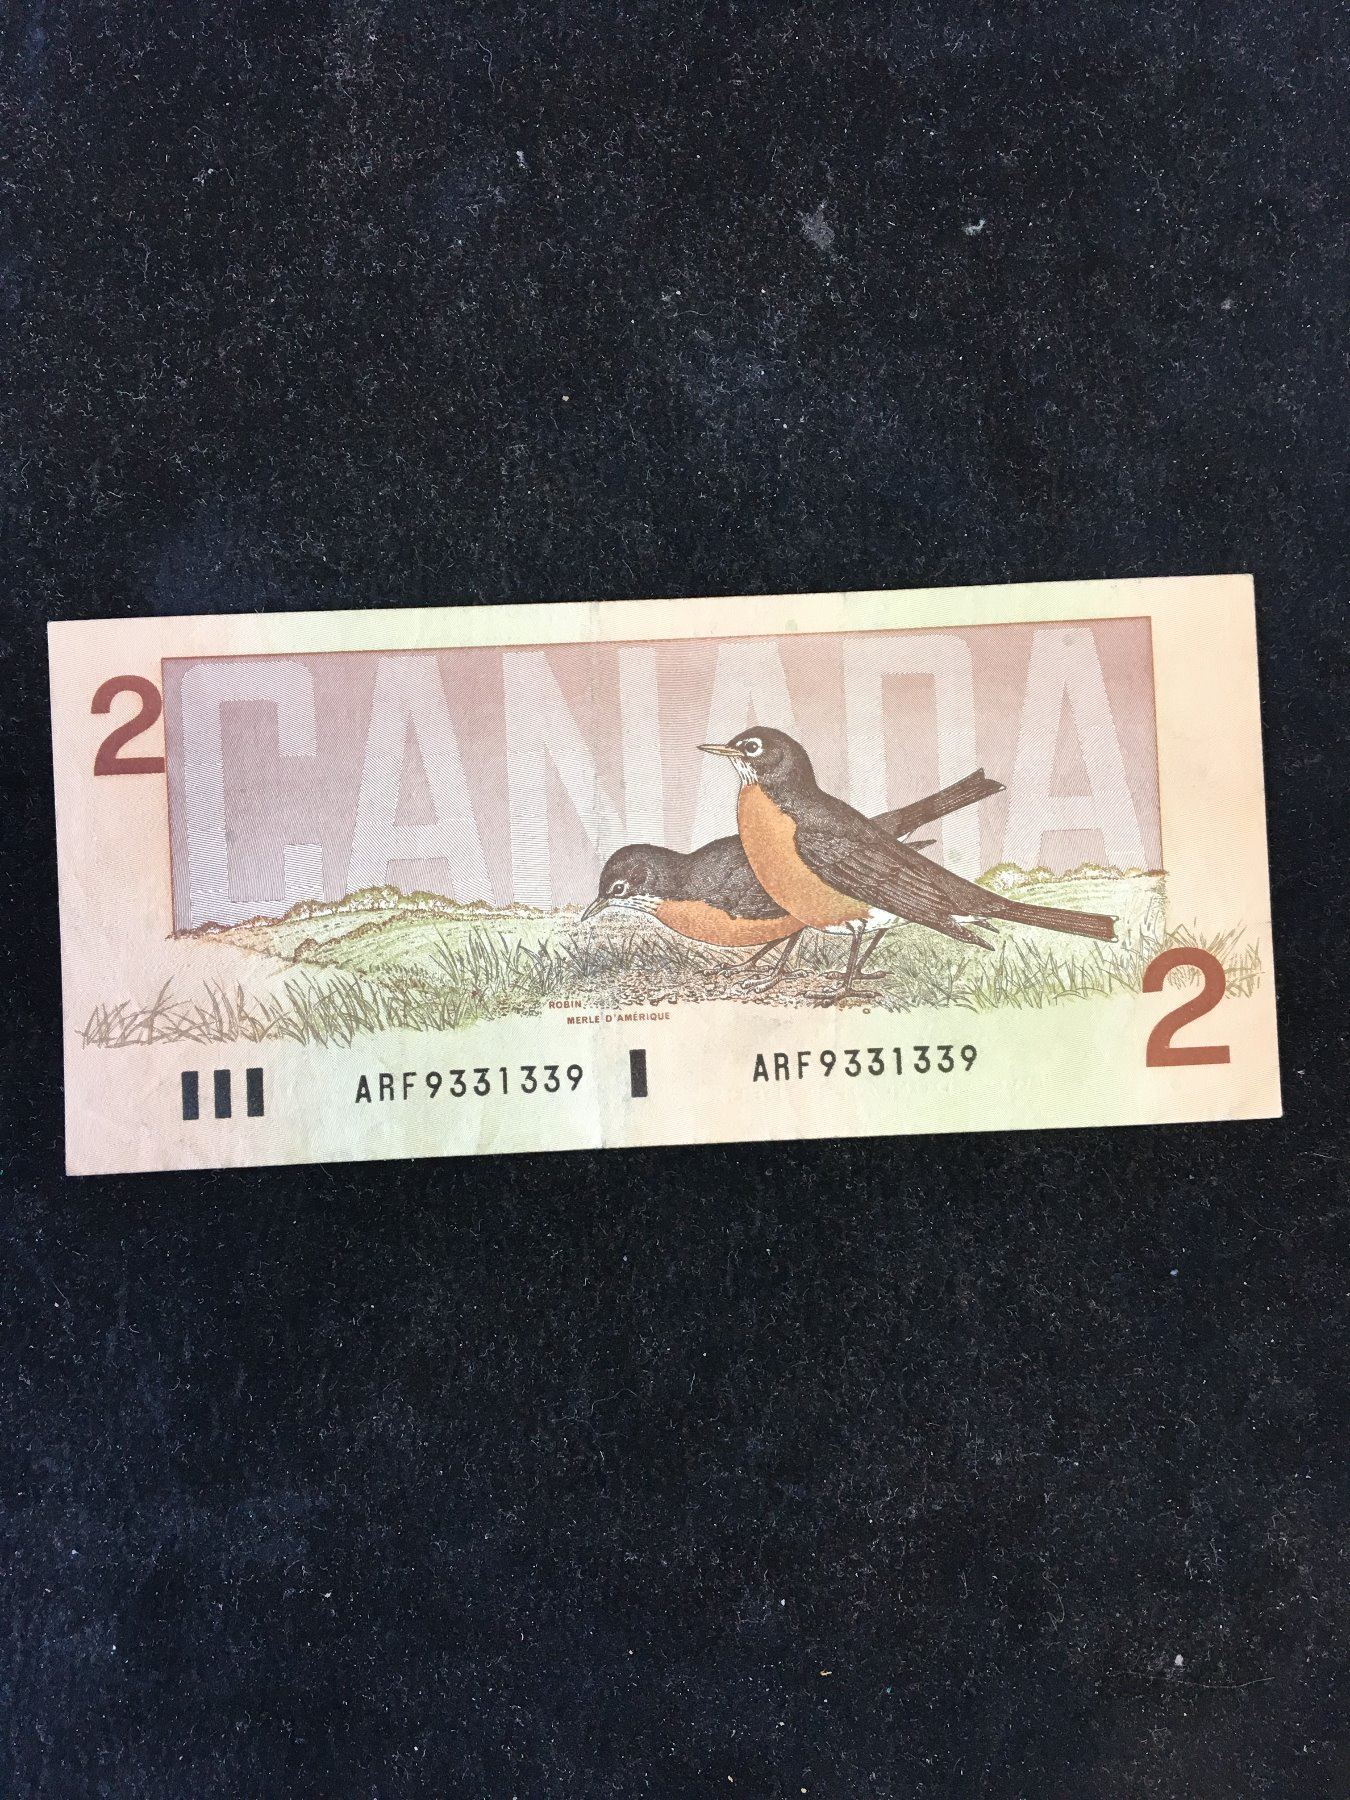 CANADA
2
ROBIN
MERLE D'AMÉRIQUE
2
ARF9331339 ARF9331339